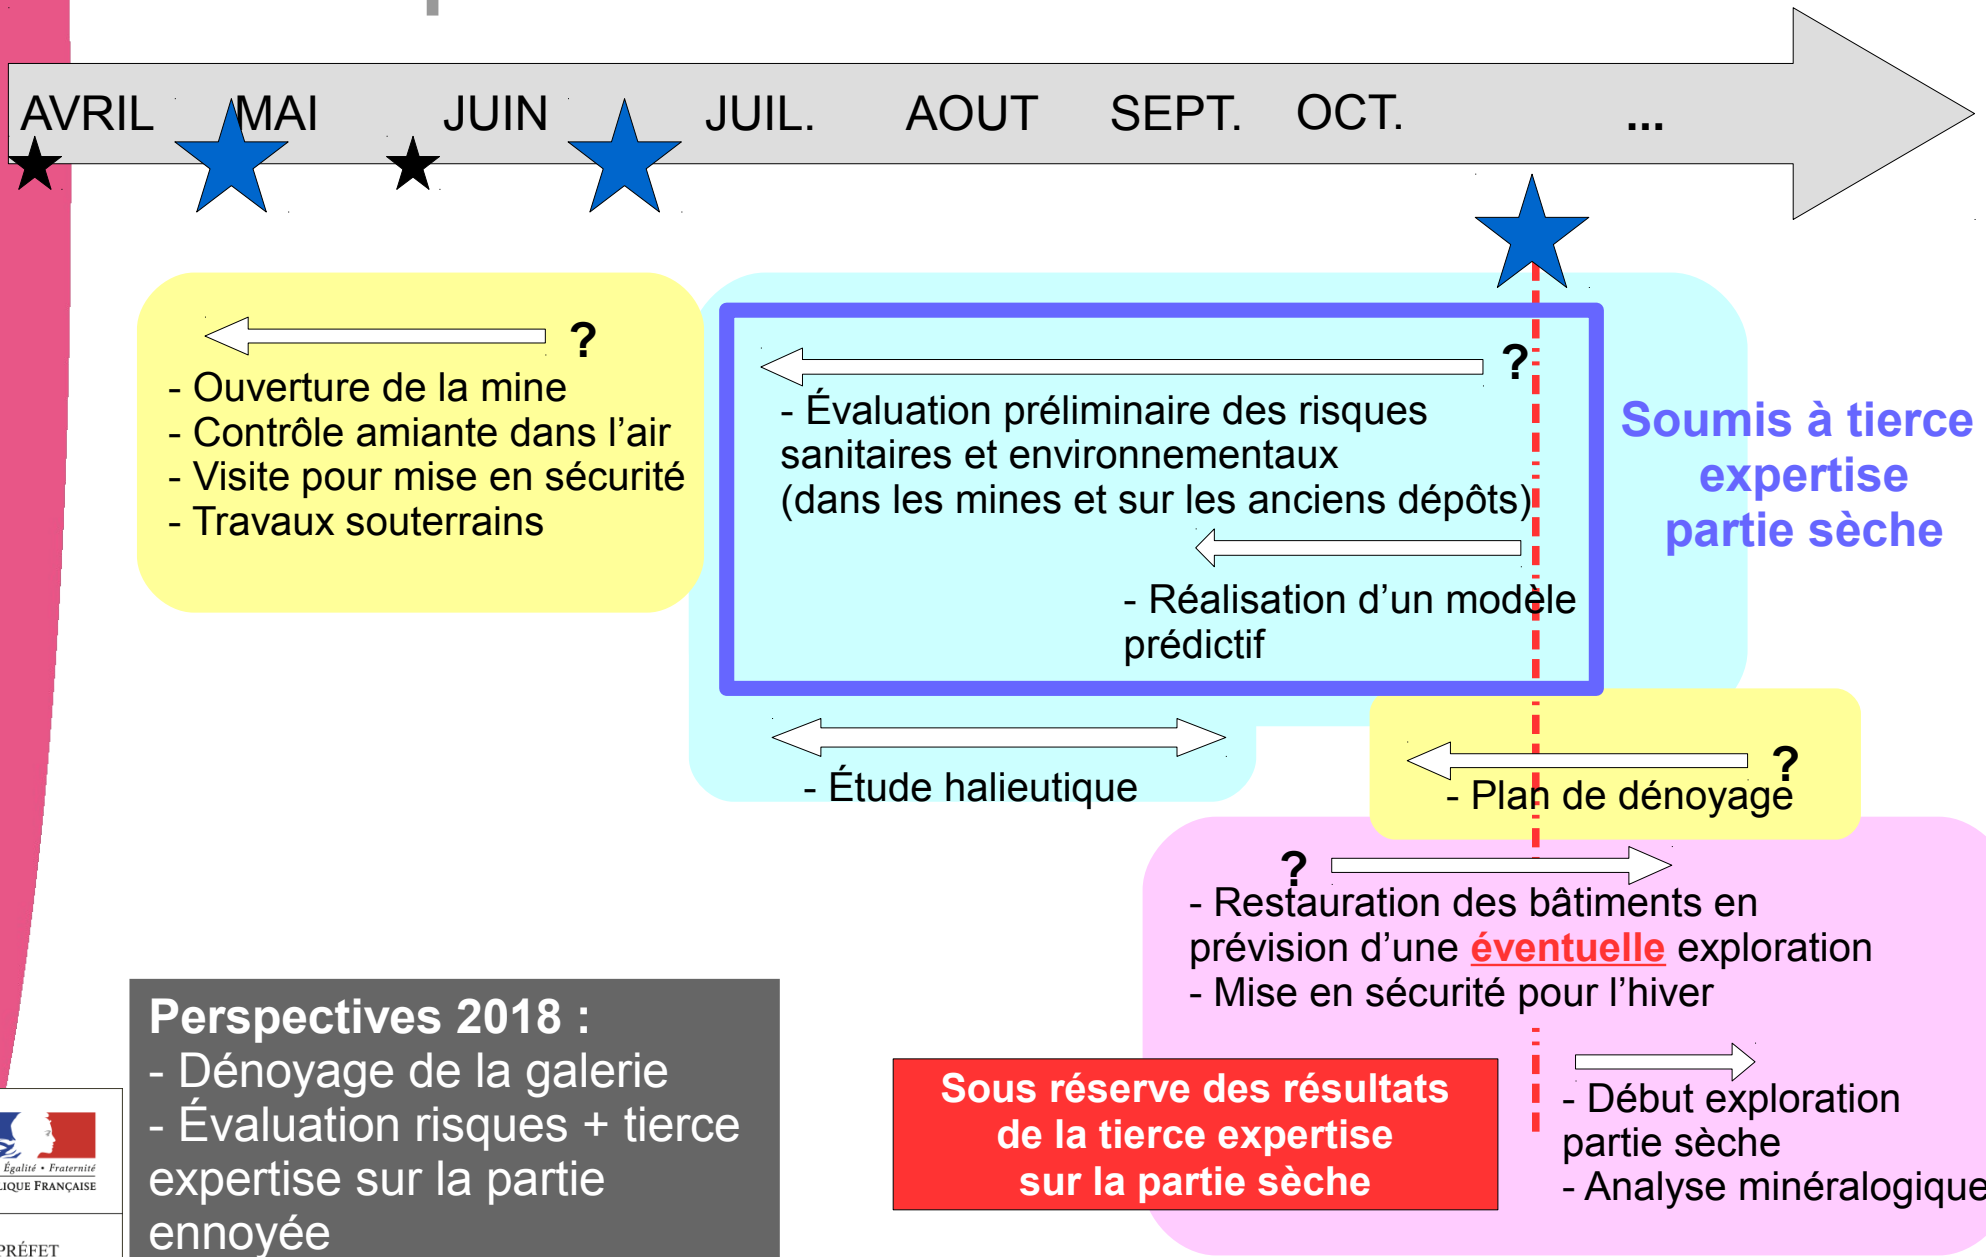 AVRIL MAI JUIN JUIL. AOUT SEPT. OCT. ...
?
- Ouverture de la mine
- Contrôle amiante dans l’air
- Visite pour mise en sécurité
- Travaux souterrains
?
- Évaluation préliminaire des risques
sanitaires et environnementaux
(dans les mines et sur les anciens dépôts)
- Réalisation d’un modèle
prédictif
Soumis à tierce
expertise
partie sèche
- Étude halieutique
?
- Plan de dénoyage
?
- Restauration des bâtiments en
prévision d’une éventuelle exploration
- Mise en sécurité pour l’hiver
- Début exploration
partie sèche
- Analyse minéralogique
Sous réserve des résultats
de la tierce expertise
sur la partie sèche
Perspectives 2018 :
- Dénoyage de la galerie
- Évaluation risques + tierce
expertise sur la partie
ennoyée
Égalité • Fraternité
LIQUE FRANÇAISE
PRÉFET